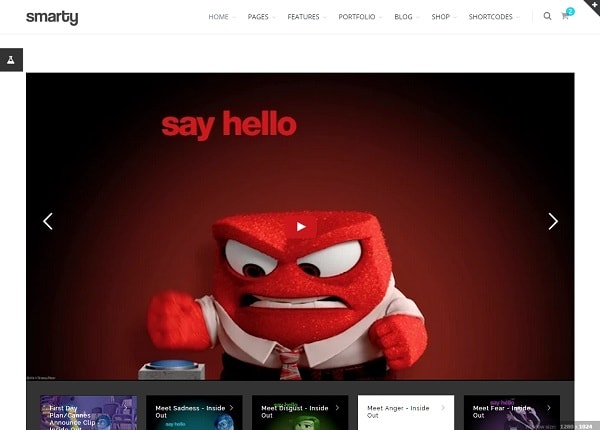 smarty
HOME PAGES FEATURES PORTFOLIO BLOG SHOP SHORTCODES
2
say hello
First Day
Plan/Cannes
Announce Clip
Inside Out
Meet Sadness - Inside
Out
say hello
Meet Disgust - Inside
Out
say hello
Meet Anger - Inside
Out
Meet Fear - Inside
Out
say hello
1280 x 1024